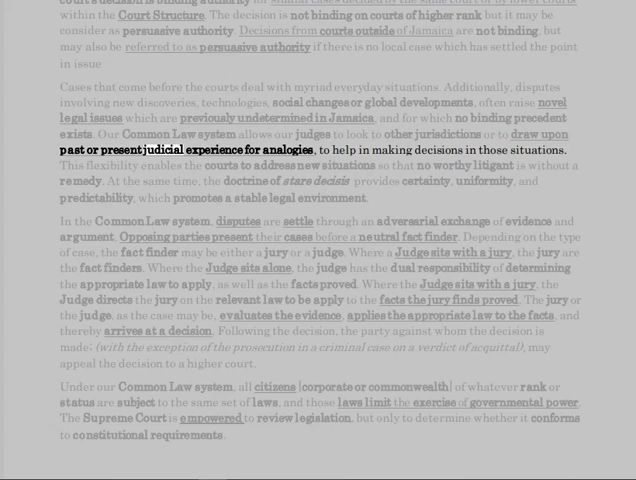 court's decision is binding authority for similar cases decided by the same court or by lower courts
within the Court Structure. The decision is not binding on courts of higher rank but it may be
consider as persuasive authority. Decisions from courts outside of Jamaica are not binding, but
may also be referred to as persuasive authority if there is no local case which has settled the point
in issue
Cases that come before the courts deal with myriad everyday situations. Additionally, disputes
involving new discoveries, technologies, social changes or global developments, often raise novel
legal issues which are previously undetermined in Jamaica, and for which no binding precedent
exists. Our Common Law system allows our judges to look to other jurisdictions or to draw upon
past or present judicial experience for analogies, to help in making decisions in those situations.
This flexibility enables the courts to address new situations so that no worthy litigant is without a
remedy. At the same time, the doctrine of stare decisis provides certainty, uniformity, and
predictability, which promotes a stable legal environment.
In the Common Law system, disputes are settle through an adversarial exchange of evidence and
argument. Opposing parties present their cases before a neutral fact finder. Depending on the type
of case, the fact finder may be either a jury or a judge. Where a Judge sits with a jury, the jury are
the fact finders. Where the Judge sits alone, the judge has the dual responsibility of determining
the appropriate law to apply, as well as the facts proved. Where the Judge sits with a jury, the
Judge directs the jury on the relevant law to be apply to the facts the jury finds proved. The jury or
the judge, as the case may be, evaluates the evidence, applies the appropriate law to the facts, and
thereby arrives at a decision. Following the decision, the party against whom the decision is
made; (with the exception of the prosecution in a criminal case on a verdict of acquittal), may
appeal the decision to a higher court.
Under our Common Law system, all citizens [corporate or commonwealth] of whatever rank or
status are subject to the same set of laws, and those laws limit the exercise of governmental power.
The Supreme Court is empowered to review legislation, but only to determine whether it conforms
to constitutional requirements.